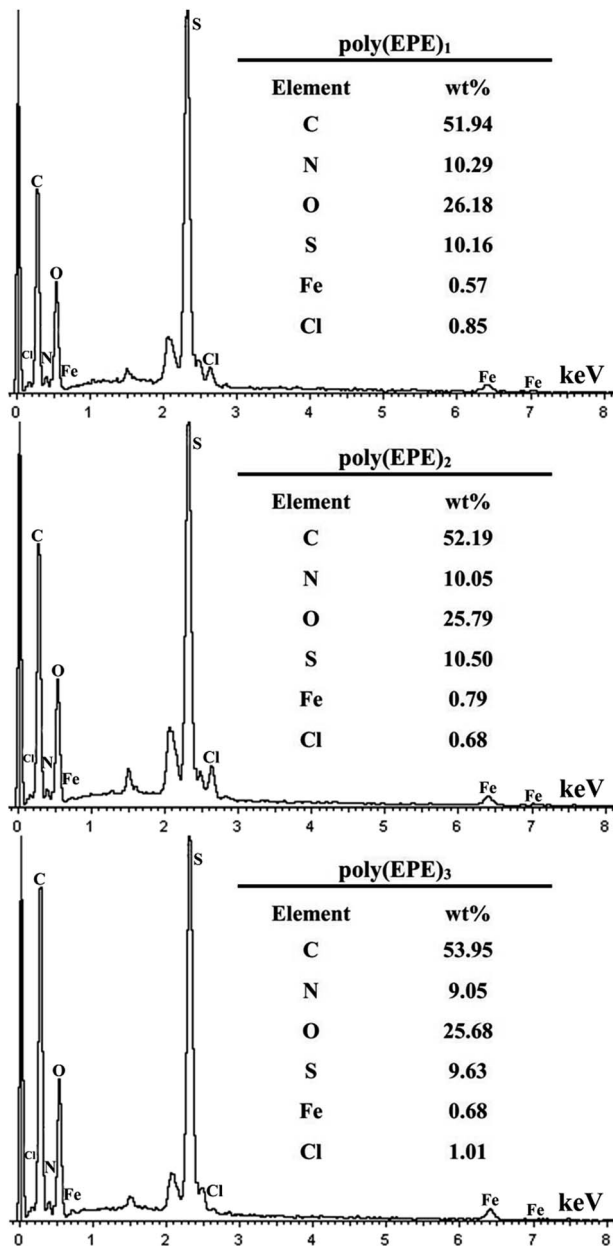 S
poly(EPE)₁
Element wt%
C 51.94
N 10.29
O 26.18
S 10.16
Fe 0.57
Cl 0.85
C
O
Cl N Fe Cl Fe Fe keV
0 1 2 3 4 5 6 7 8
S
poly(EPE)₂
Element wt%
C 52.19
N 10.05
O 25.79
S 10.50
Fe 0.79
Cl 0.68
C
O
Cl N Fe Cl Fe Fe keV
0 1 2 3 4 5 6 7 8
S
poly(EPE)₃
Element wt%
C 53.95
N 9.05
O 25.68
S 9.63
Fe 0.68
Cl 1.01
C
O
Cl N Fe Cl Fe Fe keV
0 1 2 3 4 5 6 7 8